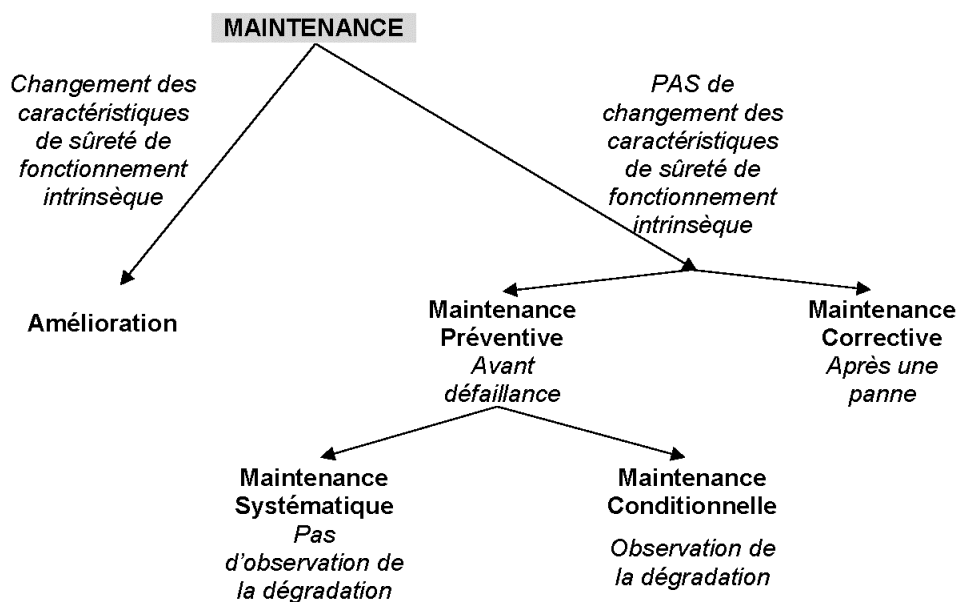 MAINTENANCE
Changement des
caractéristiques
de sûreté de
fonctionnement
intrinsèque
PAS de
changement des
caractéristiques
de sûreté de
fonctionnement
intrinsèque
Amélioration
Maintenance
Préventive
Avant
défaillance
Maintenance
Corrective
Après une
panne
Maintenance
Systématique
Pas
d'observation de
la dégradation
Maintenance
Conditionnelle
Observation de
la dégradation